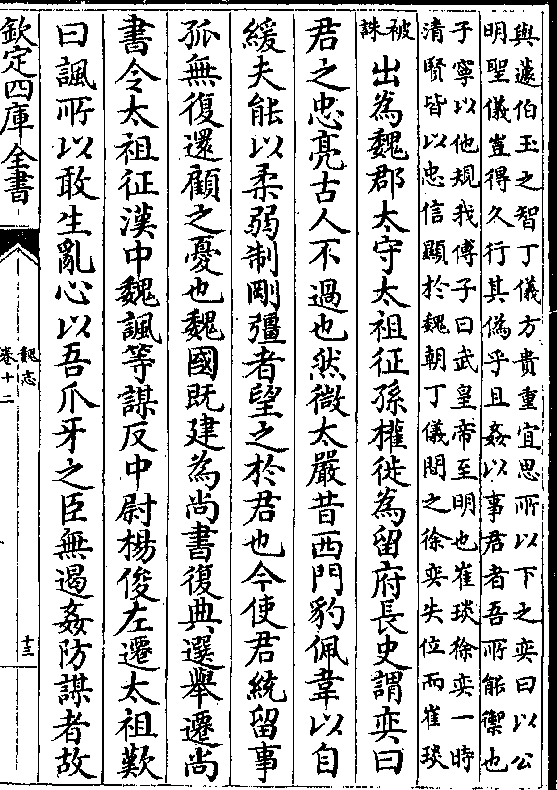 與蘧伯玉之智丁儀方貴重宜思所以下之奕曰以公
明聖儀豈得久行其偽乎且姦以事君者吾所能禦也
子寧以他規我傅子曰武皇帝至明也崔琰徐奕一時
清賢皆以忠信顯於魏朝丁儀間之徐奕失位而崔琰
被
誅
出為魏郡太守太祖征孫權徙為留府長史謂奕曰
君之忠亮古人不過也然微太嚴昔西門豹佩韋以自
緩夫能以柔弱制剛彊者望之於君也今使君統留事
孤無復還顧之憂也魏國既建為尚書復典選舉遷尚
書令太祖征漢中魏諷等謀反中尉楊俊左遷太祖歎
曰諷所以敢生亂心以吾爪牙之臣無遏姦防謀者故
欽定四庫全書
魏志
卷十二
十三